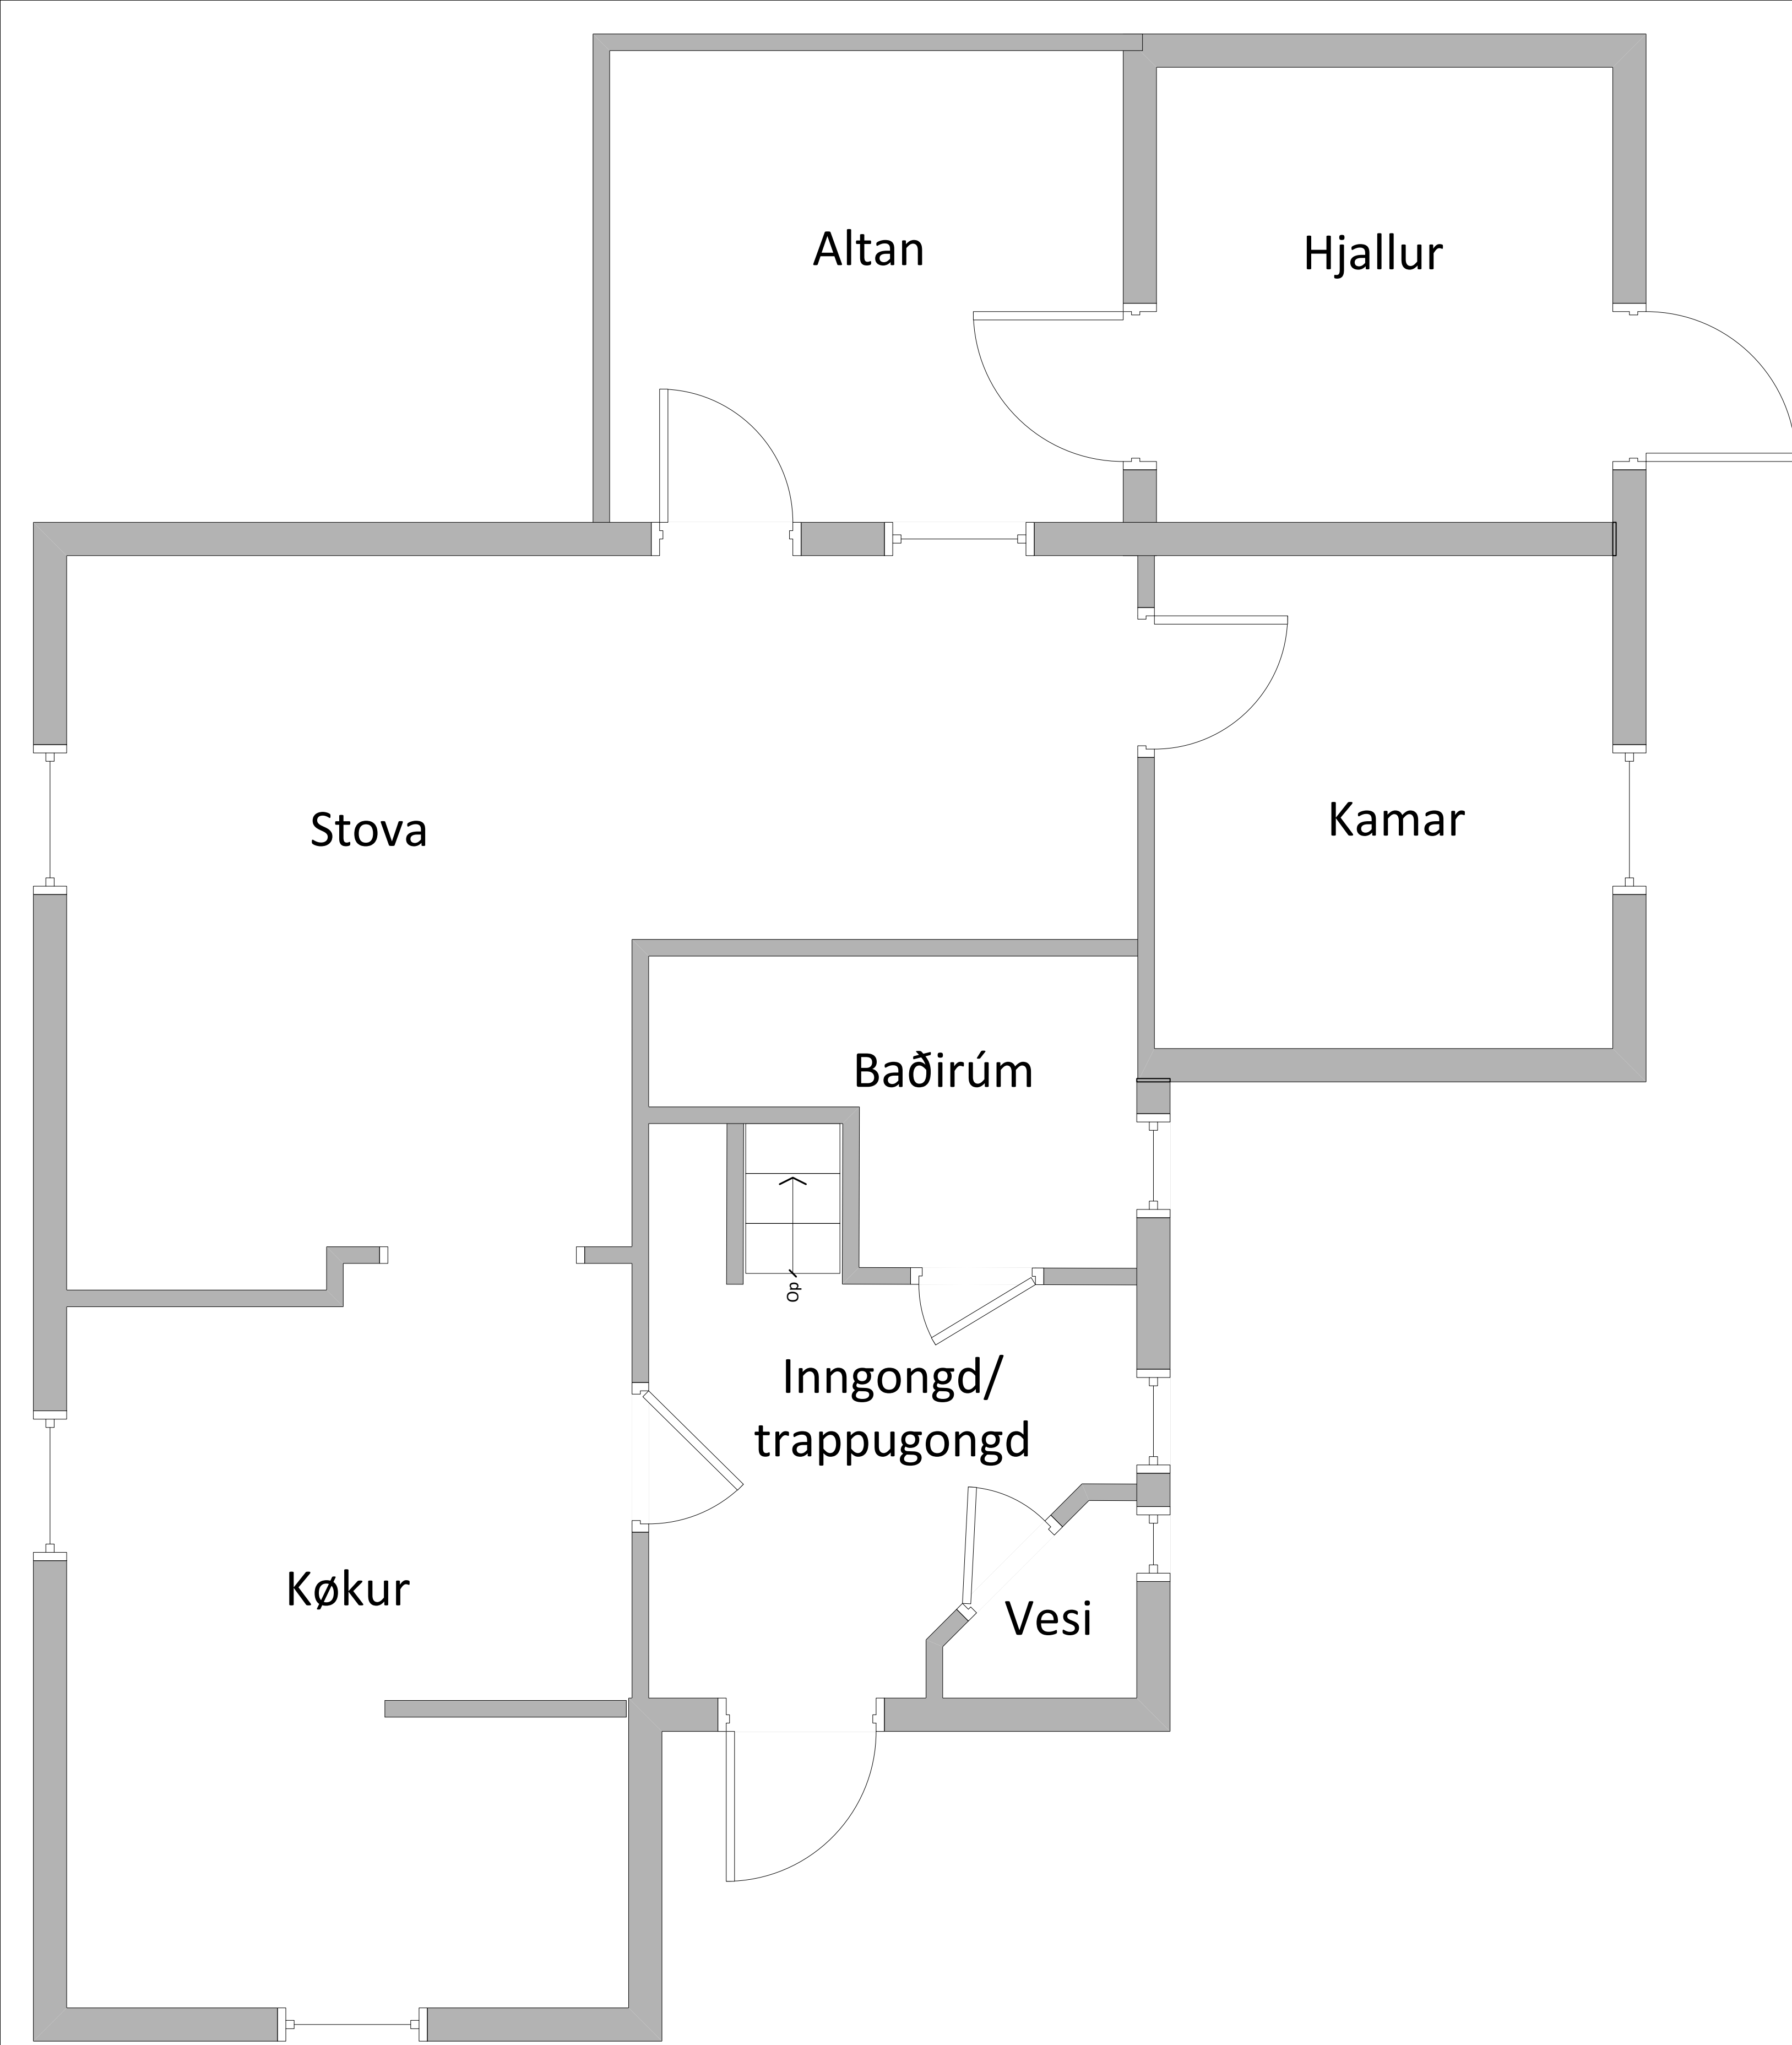 Altan
Hjallur
Stova
Kamar
Baðirúm
Op
Inngongd/
trappugongd
Køkur
Vesi